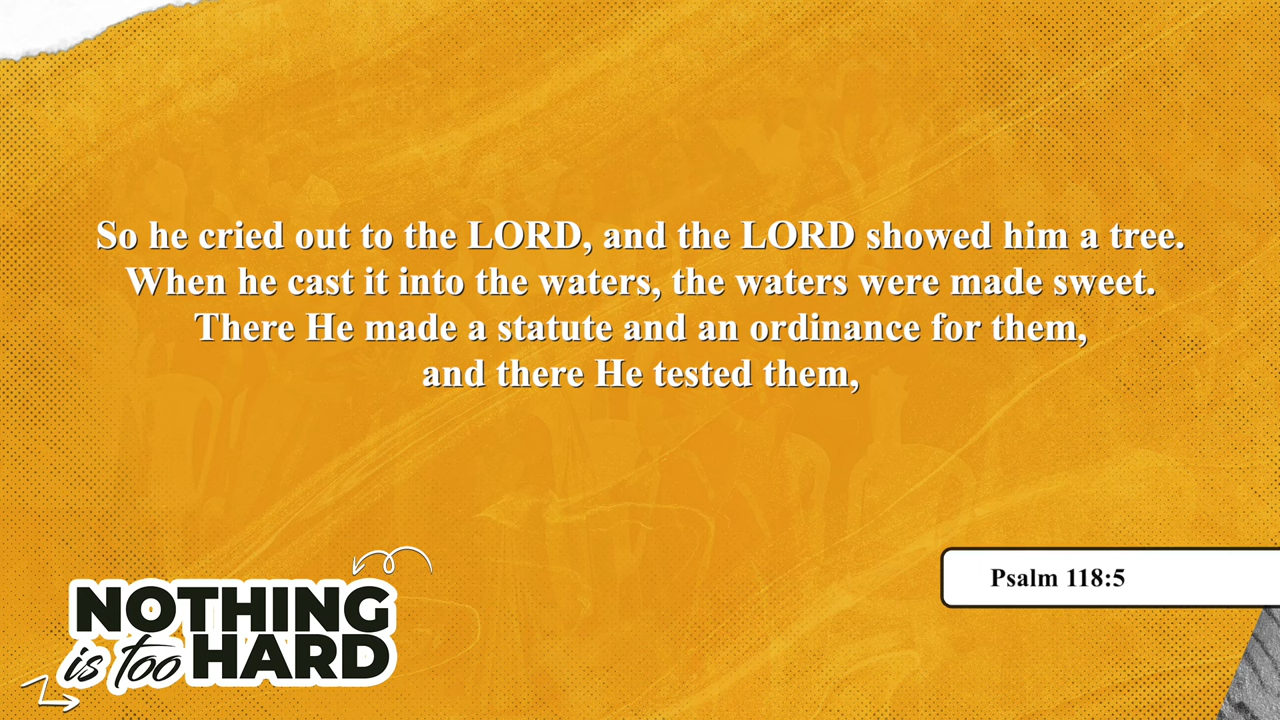 So he cried out to the LORD, and the LORD showed him a tree.
When he cast it into the waters, the waters were made sweet.
There He made a statute and an ordinance for them,
and there He tested them,
Psalm 118:5
NOTHING
is too HARD